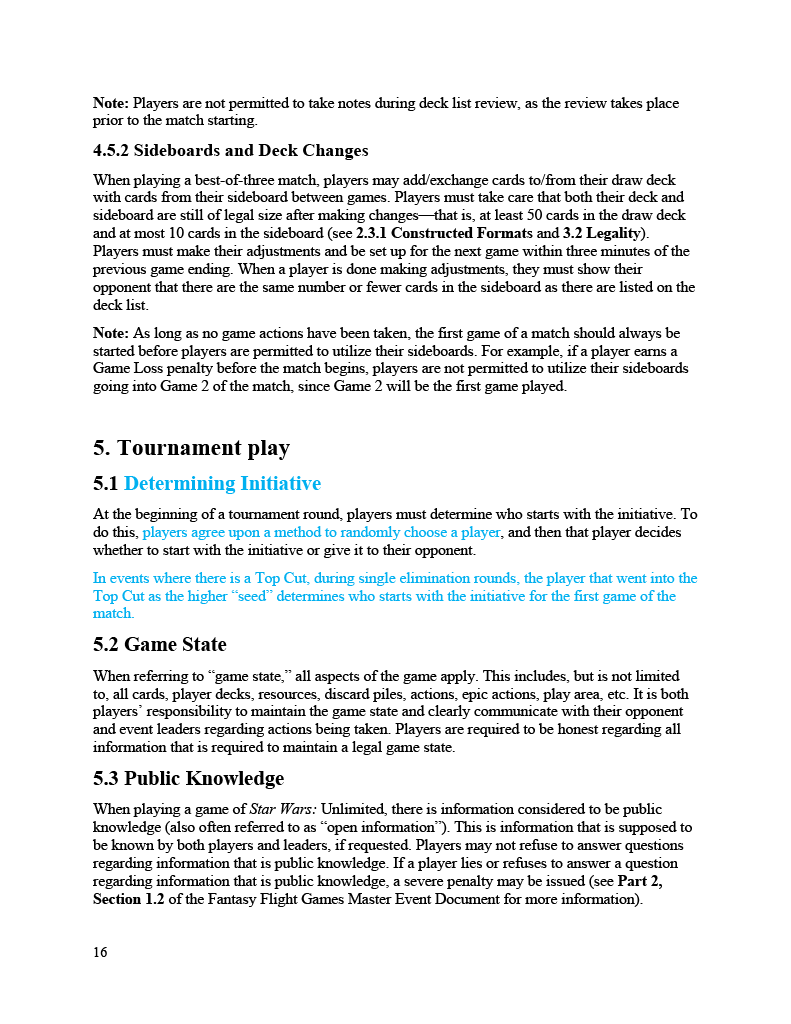 Note: Players are not permitted to take notes during deck list review, as the review takes place
prior to the match starting.
4.5.2 Sideboards and Deck Changes
When playing a best-of-three match, players may add/exchange cards to/from their draw deck
with cards from their sideboard between games. Players must take care that both their deck and
sideboard are still of legal size after making changes—that is, at least 50 cards in the draw deck
and at most 10 cards in the sideboard (see 2.3.1 Constructed Formats and 3.2 Legality).
Players must make their adjustments and be set up for the next game within three minutes of the
previous game ending. When a player is done making adjustments, they must show their
opponent that there are the same number or fewer cards in the sideboard as there are listed on the
deck list.
Note: As long as no game actions have been taken, the first game of a match should always be
started before players are permitted to utilize their sideboards. For example, if a player earns a
Game Loss penalty before the match begins, players are not permitted to utilize their sideboards
going into Game 2 of the match, since Game 2 will be the first game played.
5. Tournament play
5.1 Determining Initiative
At the beginning of a tournament round, players must determine who starts with the initiative. To
do this, players agree upon a method to randomly choose a player, and then that player decides
whether to start with the initiative or give it to their opponent.
In events where there is a Top Cut, during single elimination rounds, the player that went into the
Top Cut as the higher “seed” determines who starts with the initiative for the first game of the
match.
5.2 Game State
When referring to “game state,” all aspects of the game apply. This includes, but is not limited
to, all cards, player decks, resources, discard piles, actions, epic actions, play area, etc. It is both
players’ responsibility to maintain the game state and clearly communicate with their opponent
and event leaders regarding actions being taken. Players are required to be honest regarding all
information that is required to maintain a legal game state.
5.3 Public Knowledge
When playing a game of Star Wars: Unlimited, there is information considered to be public
knowledge (also often referred to as “open information”). This is information that is supposed to
be known by both players and leaders, if requested. Players may not refuse to answer questions
regarding information that is public knowledge. If a player lies or refuses to answer a question
regarding information that is public knowledge, a severe penalty may be issued (see Part 2,
Section 1.2 of the Fantasy Flight Games Master Event Document for more information).
16